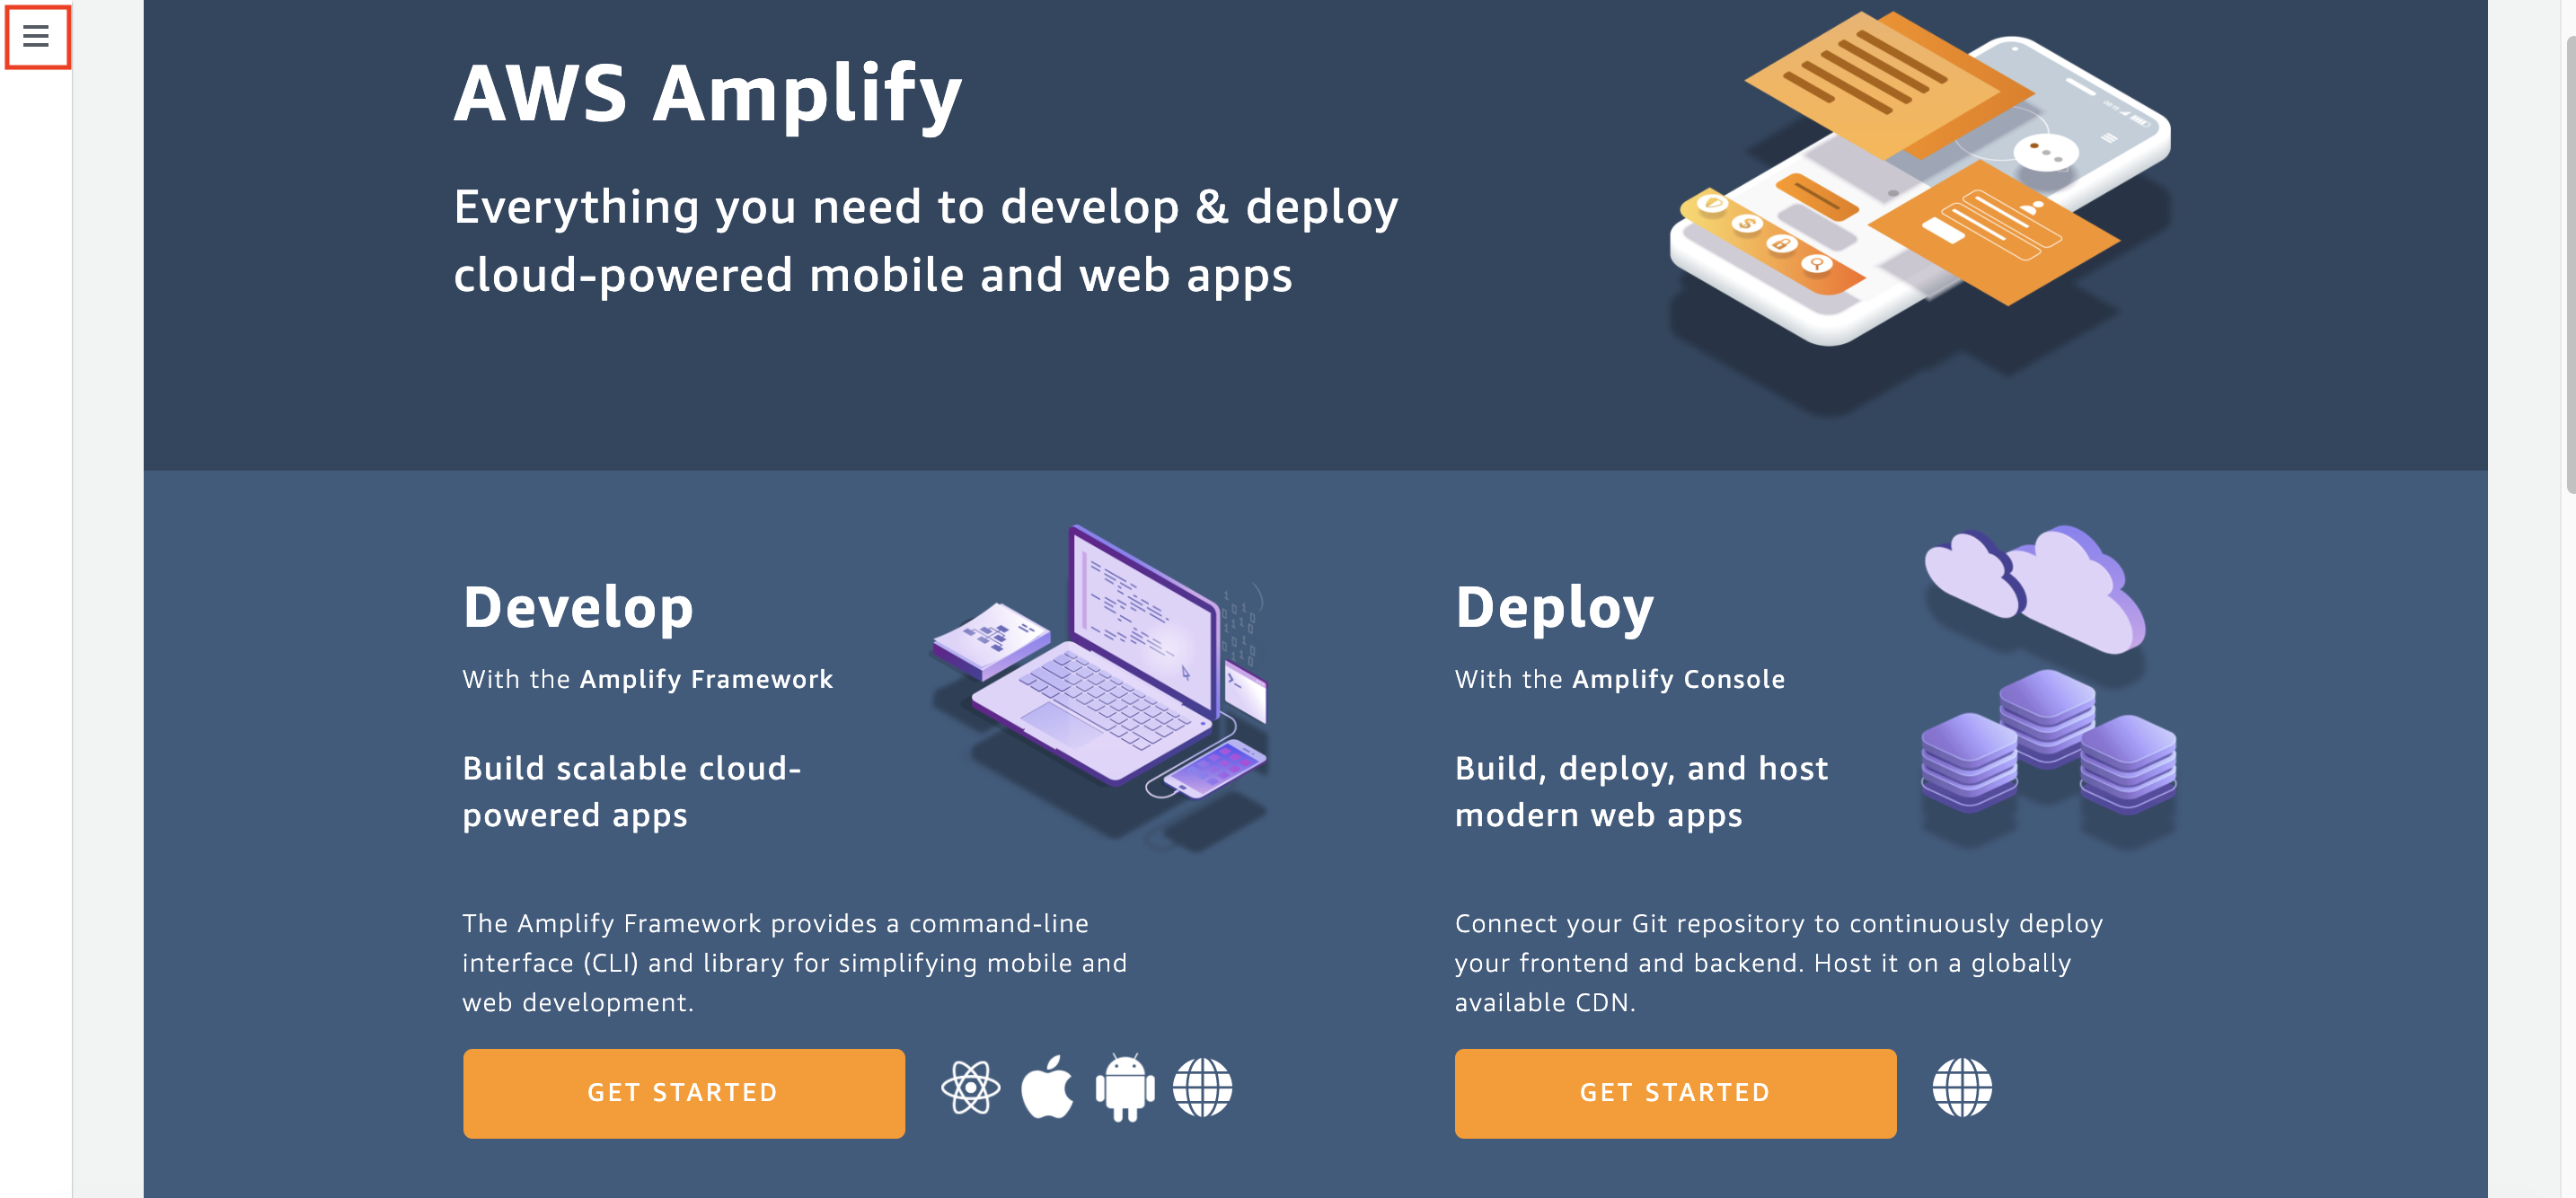 AWS Amplify
Everything you need to develop & deploy
cloud-powered mobile and web apps
Develop
With the Amplify Framework
Build scalable cloud-
powered apps
The Amplify Framework provides a command-line
interface (CLI) and library for simplifying mobile and
web development.
GET STARTED
Deploy
With the Amplify Console
Build, deploy, and host
modern web apps
Connect your Git repository to continuously deploy
your frontend and backend. Host it on a globally
available CDN.
GET STARTED